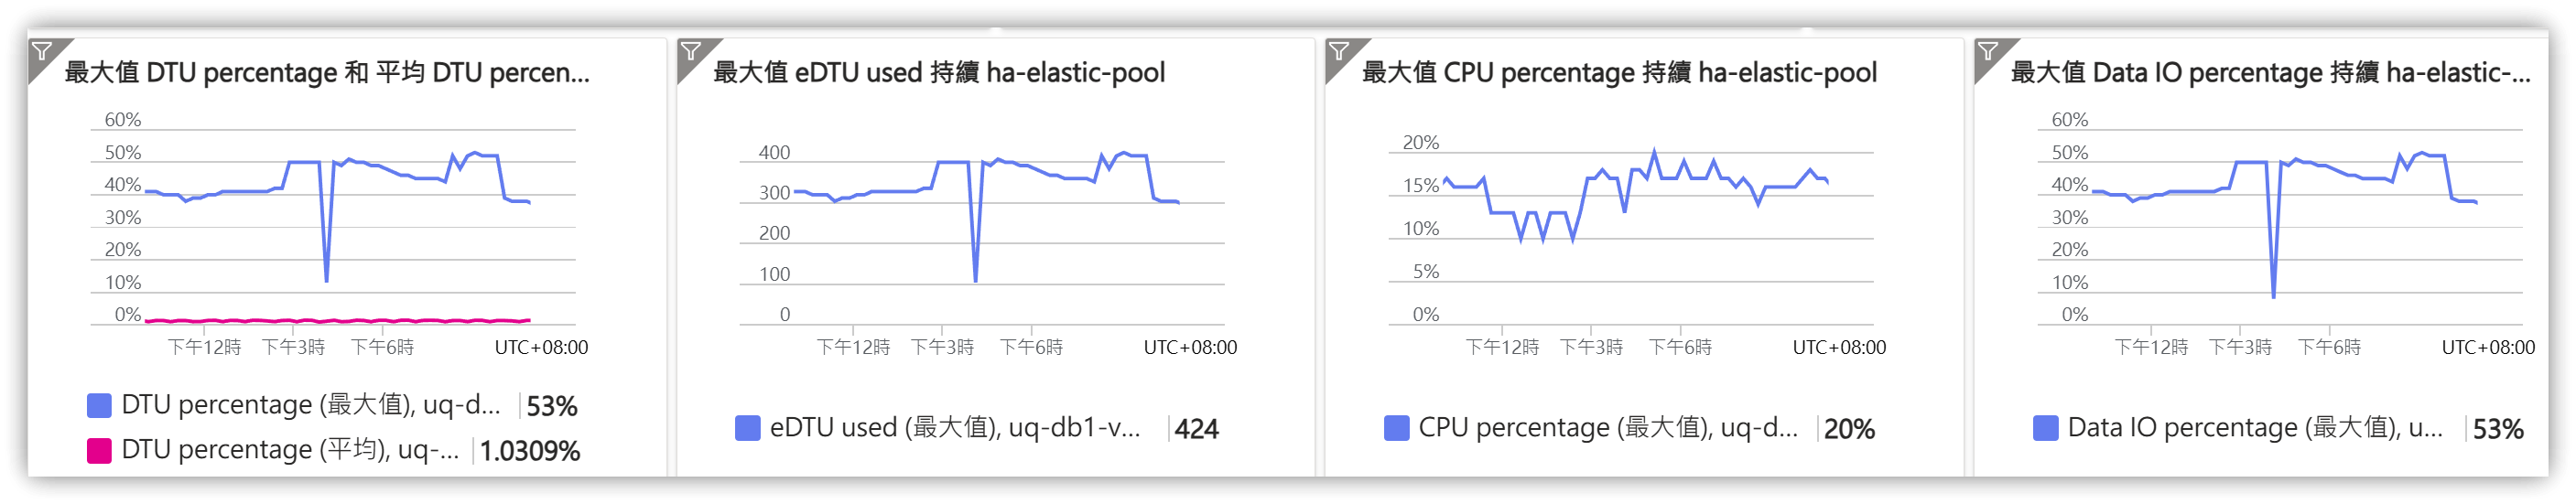 最大值 DTU percentage 和 平均 DTU percen...
60%
50%
40%
30%
20%
10%
0%
下午12時 下午3時 下午6時 UTC+08:00
DTU percentage (最大值), uq-d... 53%
DTU percentage (平均), uq-... 1.0309%
最大值 eDTU used 持續 ha-elastic-pool
400
300
200
100
0
下午12時 下午3時 下午6時 UTC+08:00
eDTU used (最大值), uq-db1-v... 424
最大值 CPU percentage 持續 ha-elastic-pool
20%
15%
10%
5%
0%
下午12時 下午3時 下午6時 UTC+08:00
CPU percentage (最大值), uq-d... 20%
最大值 Data IO percentage 持續 ha-elastic-...
60%
50%
40%
30%
20%
10%
0%
下午12時 下午3時 下午6時 UTC+08:00
Data IO percentage (最大值), u... 53%